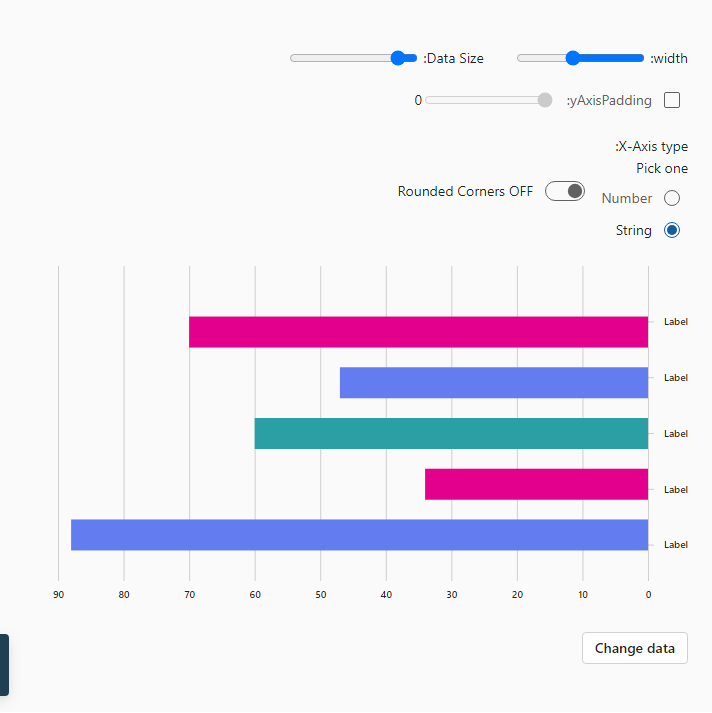 :width
:Data Size
:yAxisPadding
0
:X-Axis type
Pick one
Number
String
Rounded Corners OFF
Label
Label
Label
Label
Label
90 80 70 60 50 40 30 20 10 0
Change data